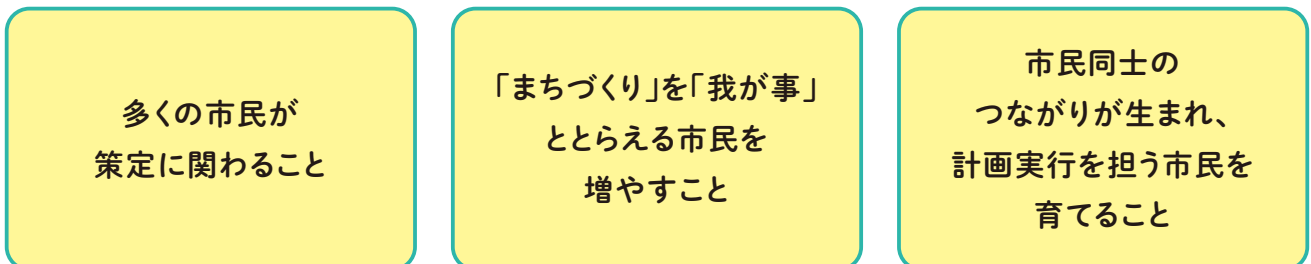 多くの市民が
策定に関わること
「まちづくり」を「我が事」
ととらえる市民を
増やすこと
市民同士の
つながりが生まれ、
計画実行を担う市民を
育てること